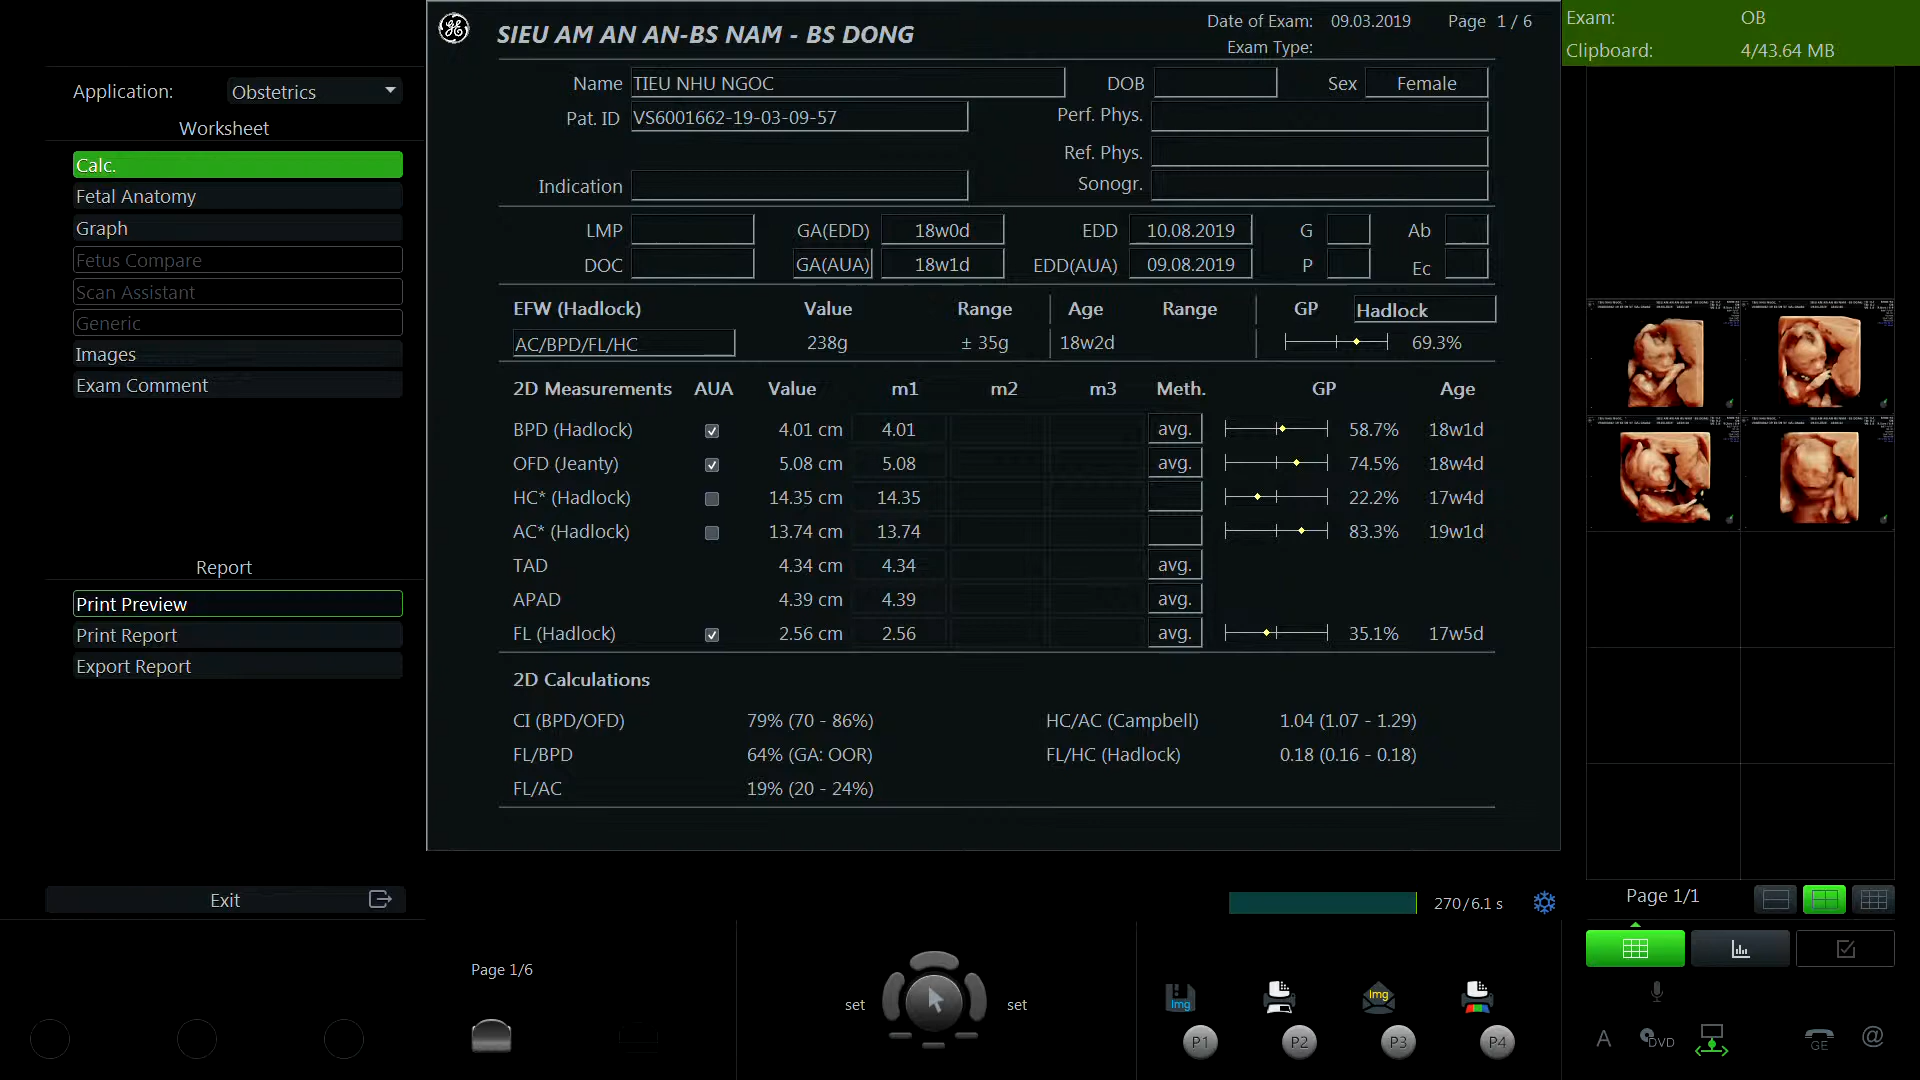 SIEU AM AN AN-BS NAM - BS DONG
Date of Exam: 09.03.2019 Page 1 / 6
Exam Type:
Exam: OB
Clipboard: 4/43.64 MB
Application: Obstetrics
Worksheet
Calc.
Fetal Anatomy
Graph
Fetus Compare
Scan Assistant
Generic
Images
Exam Comment
Report
Print Preview
Print Report
Export Report
Exit
Name TIEU NHU NGOC DOB Sex Female
Pat. ID VS6001662-19-03-09-57 Perf. Phys.
Ref. Phys.
Indication Sonogr.
LMP GA(EDD) 18w0d EDD 10.08.2019 G Ab
DOC GA(AUA) 18w1d EDD(AUA) 09.08.2019 P Ec
EFW (Hadlock) Value Range Age Range GP Hadlock
AC/BPD/FL/HC 238g ± 35g 18w2d 69.3%
2D Measurements AUA Value m1 m2 m3 Meth. GP Age
BPD (Hadlock) 4.01 cm 4.01 avg. 58.7% 18w1d
OFD (Jeanty) 5.08 cm 5.08 avg. 74.5% 18w4d
HC* (Hadlock) 14.35 cm 14.35 22.2% 17w4d
AC* (Hadlock) 13.74 cm 13.74 83.3% 19w1d
TAD 4.34 cm 4.34 avg.
APAD 4.39 cm 4.39 avg.
FL (Hadlock) 2.56 cm 2.56 avg. 35.1% 17w5d
2D Calculations
CI (BPD/OFD) 79% (70 - 86%) HC/AC (Campbell) 1.04 (1.07 - 1.29)
FL/BPD 64% (GA: OOR) FL/HC (Hadlock) 0.18 (0.16 - 0.18)
FL/AC 19% (20 - 24%)
270/6.1 s
Page 1/1
Page 1/6
set set
Img Img
P1 P2 P3 P4
A DVD GE @